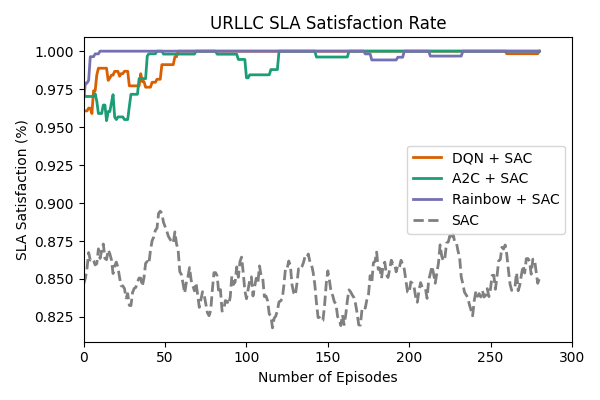 URLLC SLA Satisfaction Rate
SLA Satisfaction (%)
1.000
0.975
0.950
0.925
0.900
0.875
0.850
0.825
DQN + SAC
A2C + SAC
Rainbow + SAC
SAC
0 50 100 150 200 250 300
Number of Episodes